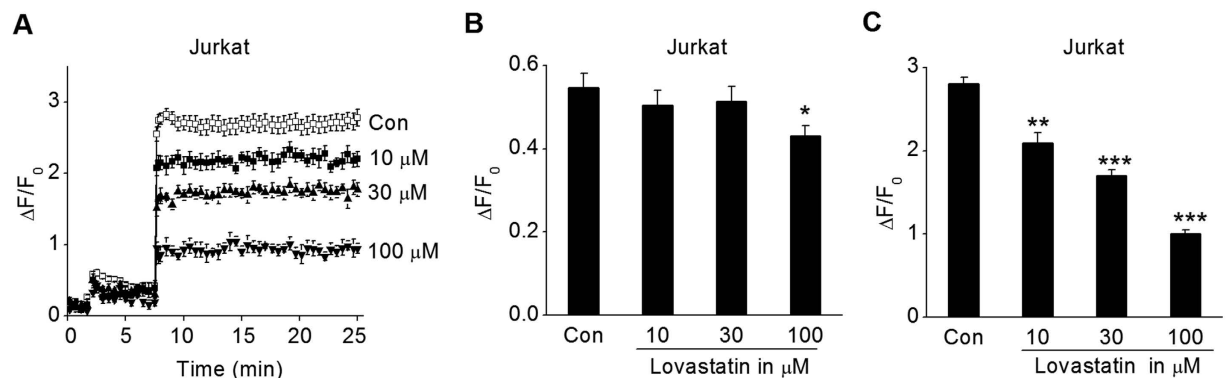 A
Jurkat
ΔF/F0
3
2
1
0
Con
10 μM
30 μM
100 μM
0 5 10 15 20 25
Time (min)
B
Jurkat
ΔF/F0
0.6
0.4
0.2
0.0
*
Con 10 30 100
Lovastatin in μM
C
Jurkat
ΔF/F0
3
2
1
0
**
***
***
Con 10 30 100
Lovastatin in μM